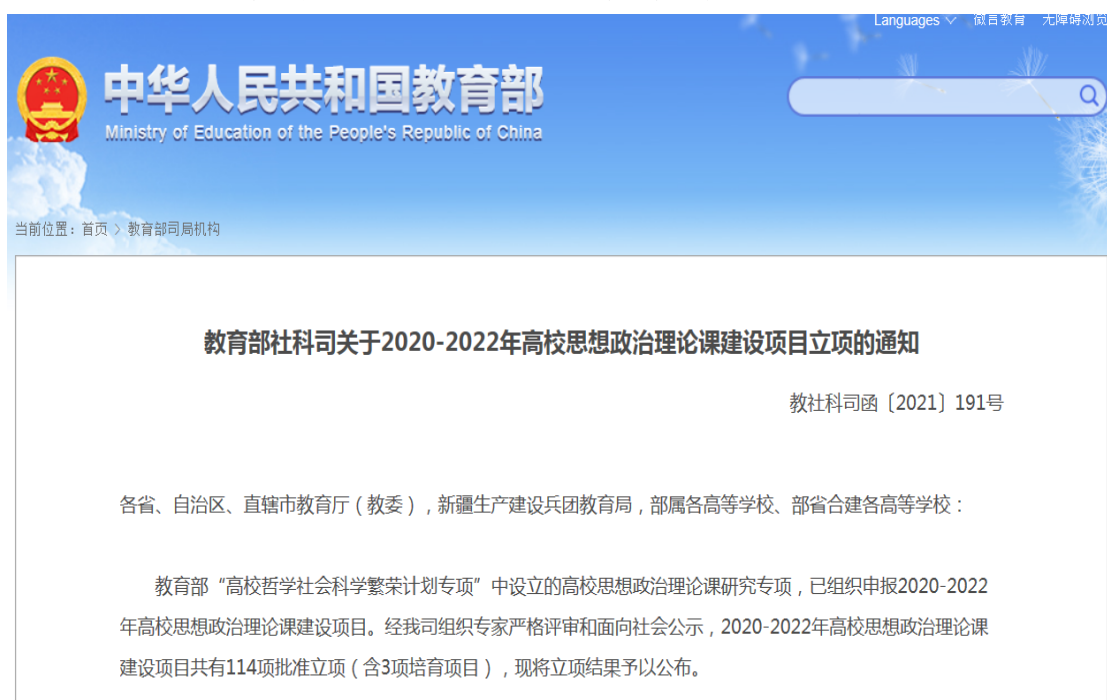 Languages 微言教育 无障碍浏览
中华人民共和国教育部
Ministry of Education of the People's Republic of China
当前位置：首页 > 教育部司局机构
教育部社科司关于2020-2022年高校思想政治理论课建设项目立项的通知
教社科司函〔2021〕191号
各省、自治区、直辖市教育厅（教委），新疆生产建设兵团教育局，部属各高等学校、部省合建各高等学校：
教育部“高校哲学社会科学繁荣计划专项”中设立的高校思想政治理论课研究专项，已组织申报2020-2022
年高校思想政治理论课建设项目。经我司组织专家严格评审和面向社会公示，2020-2022年高校思想政治理论课
建设项目共有114项批准立项（含3项培育项目），现将立项结果予以公布。